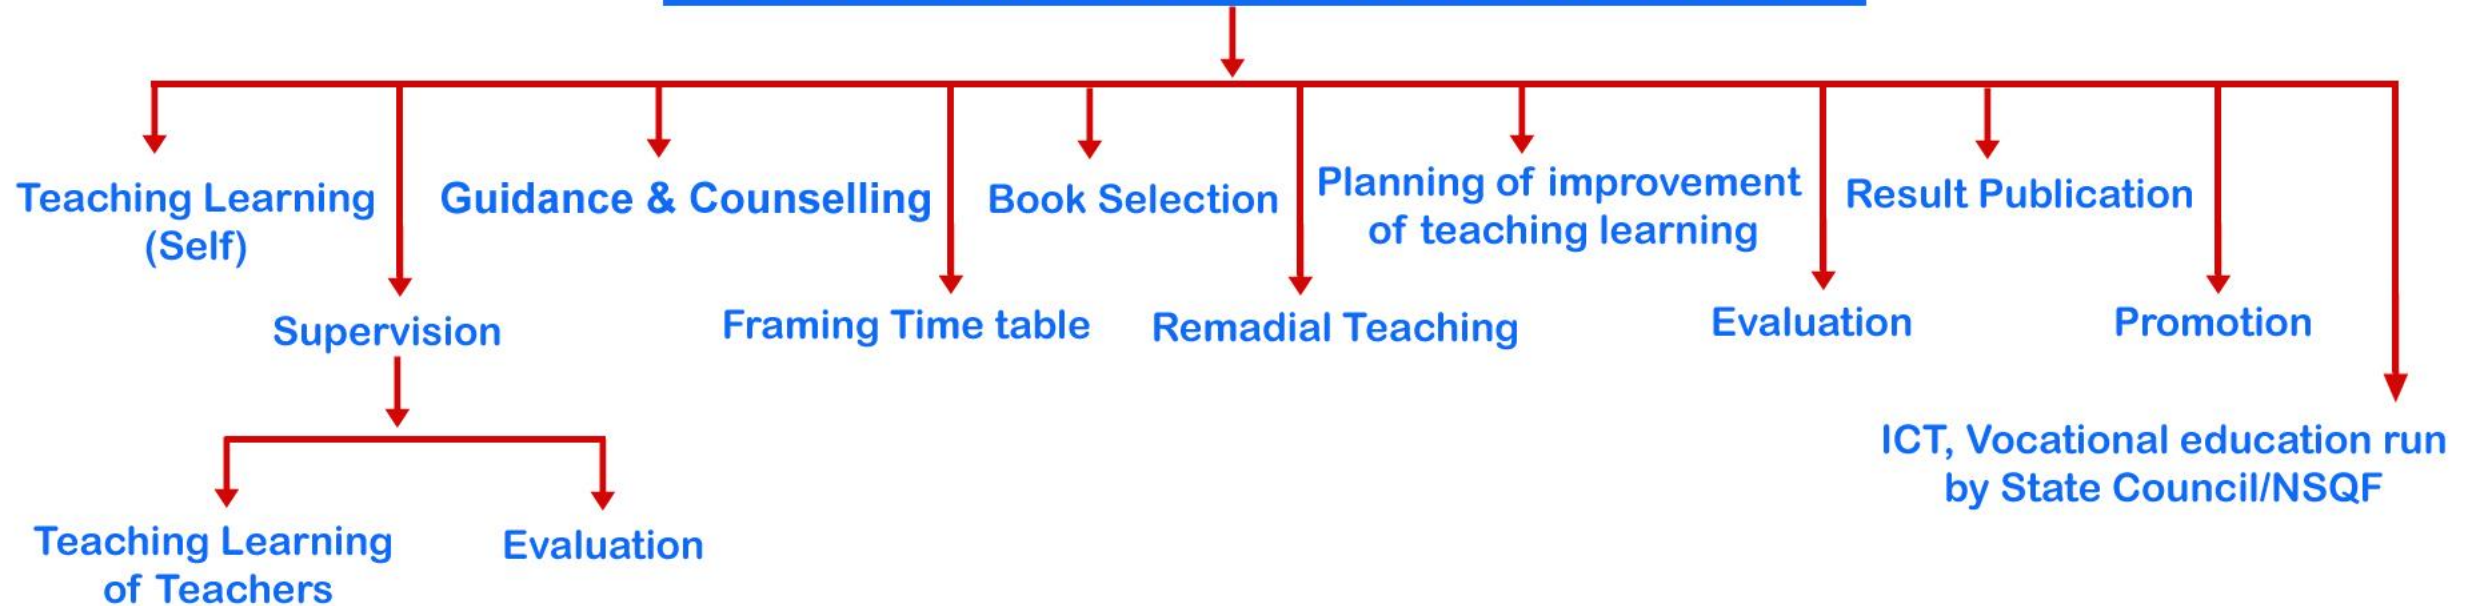 Teaching Learning
(Self)
Guidance & Counselling
Book Selection
Planning of improvement
of teaching learning
Result Publication
Supervision
Framing Time table
Remadial Teaching
Evaluation
Promotion
ICT, Vocational education run
by State Council/NSQF
Teaching Learning
of Teachers
Evaluation